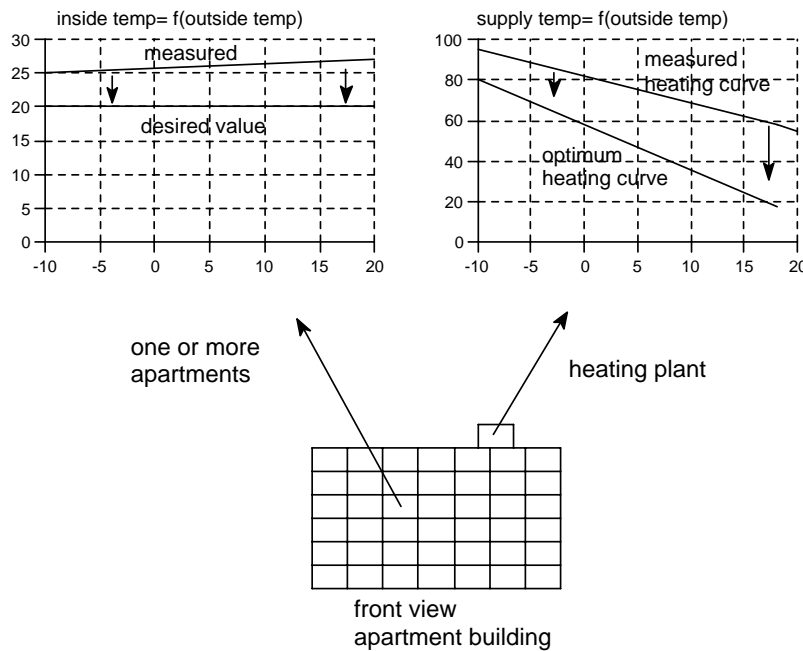 inside temp= f(outside temp)
30
25
20
15
10
5
0
-10 -5 0 5 10 15 20
measured
desired value
supply temp= f(outside temp)
100
80
60
40
20
0
-10 -5 0 5 10 15 20
measured
heating curve
optimum
heating curve
one or more
apartments
heating plant
front view
apartment building